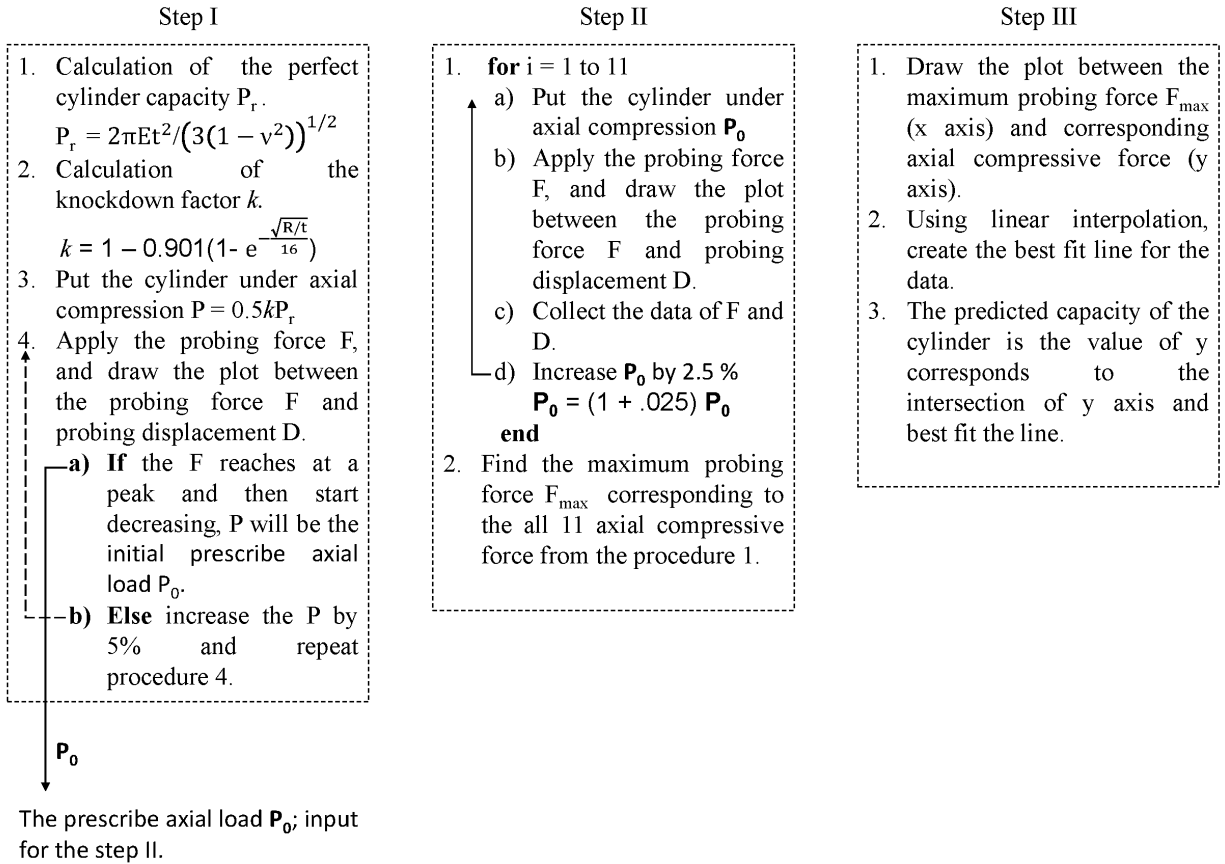 Step I
1. Calculation of the perfect
cylinder capacity Pᵣ.
Pᵣ = 2πEt²/(3(1 − ν²))^1/2
2. Calculation of the
knockdown factor k.
k = 1 – 0.901(1- e^−√R/t/16)
3. Put the cylinder under axial
compression P = 0.5kPᵣ
4. Apply the probing force F,
and draw the plot between
the probing force F and
probing displacement D.
a) If the F reaches at a
peak and then start
decreasing, P will be the
initial prescribe axial
load P₀.
b) Else increase the P by
5% and repeat
procedure 4.
P₀
The prescribe axial load P₀; input
for the step II.
Step II
1. for i = 1 to 11
a) Put the cylinder under
axial compression P₀
b) Apply the probing force
F, and draw the plot
between the probing
force F and probing
displacement D.
c) Collect the data of F and
D.
d) Increase P₀ by 2.5 %
P₀ = (1 + .025) P₀
end
2. Find the maximum probing
force Fmax corresponding to
the all 11 axial compressive
force from the procedure 1.
Step III
1. Draw the plot between the
maximum probing force Fmax
(x axis) and corresponding
axial compressive force (y
axis).
2. Using linear interpolation,
create the best fit line for the
data.
3. The predicted capacity of the
cylinder is the value of y
corresponds to the
intersection of y axis and
best fit the line.